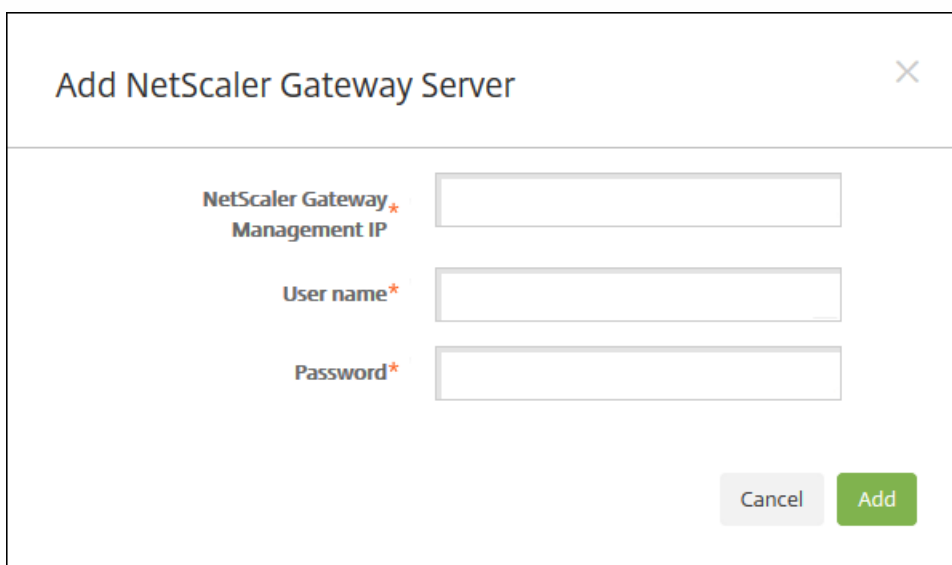 Add NetScaler Gateway Server
NetScaler Gateway*
Management IP
User name*
Password*
Cancel
Add